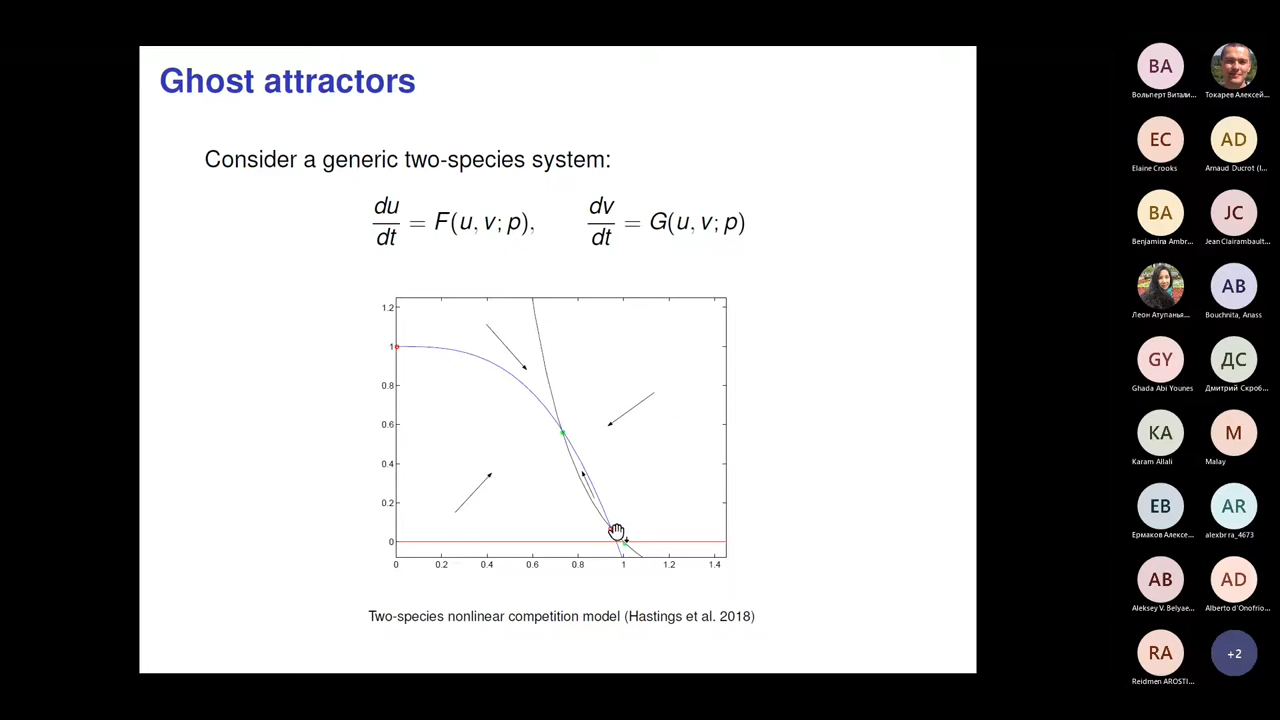 Ghost attractors
Consider a generic two-species system:
du/dt = F(u, v; p), dv/dt = G(u, v; p)
1.2
1
0.8
0.6
0.4
0.2
0
0 0.2 0.4 0.6 0.8 1 1.2 1.4
Two-species nonlinear competition model (Hastings et al. 2018)
BA
Вольперт Витали...
Токарев Алексей...
EC
Elaine Crooks
AD
Arnaud Ducrot (I...
BA
Benjamina Ambr...
JC
Jean Clairambault...
Леон Атупанья...
AB
Bouchnita, Anass
GY
Ghada Abi Younes
ДС
Дмитрий Скроб...
KA
Karam Allali
M
Malay
EB
Ермаков Алексе...
AR
alexbrra_4673
AB
Aleksey V. Belyae...
AD
Alberto d'Onofrio...
RA
Reidmen AROSTI...
+2